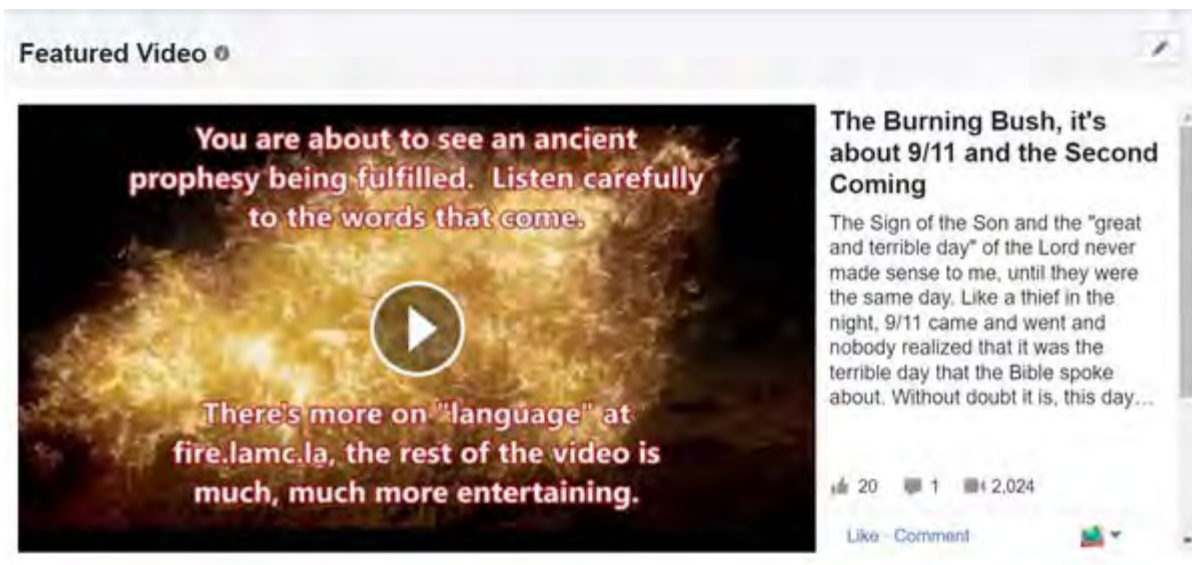 Featured Video
You are about to see an ancient
prophesy being fulfilled. Listen carefully
to the words that come.
There's more on "language" at
fire.lamc.la, the rest of the video is
much, much more entertaining.
The Burning Bush, it's
about 9/11 and the Second
Coming
The Sign of the Son and the "great
and terrible day" of the Lord never
made sense to me, until they were
the same day. Like a thief in the
night, 9/11 came and went and
nobody realized that it was the
terrible day that the Bible spoke
about. Without doubt it is, this day…
20 1 2,024
Like · Comment